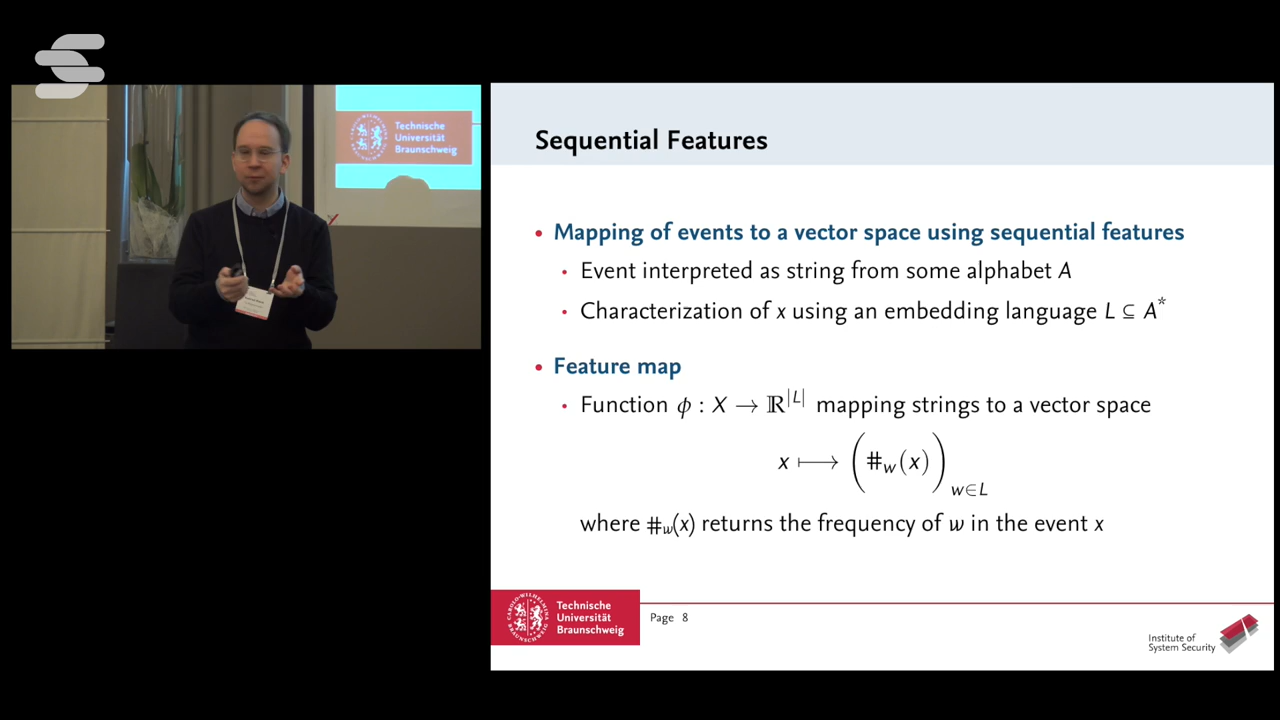 Technische
Universität
Braunschweig
Sequential Features
• Mapping of events to a vector space using sequential features
• Event interpreted as string from some alphabet A
• Characterization of x using an embedding language L ⊆ A*
• Feature map
• Function ϕ : X → ℝ|L| mapping strings to a vector space
x ⟼ (#w(x))w∈L
where #w(x) returns the frequency of w in the event x
Technische
Universität
Braunschweig
Page 8
Institute of
System Security